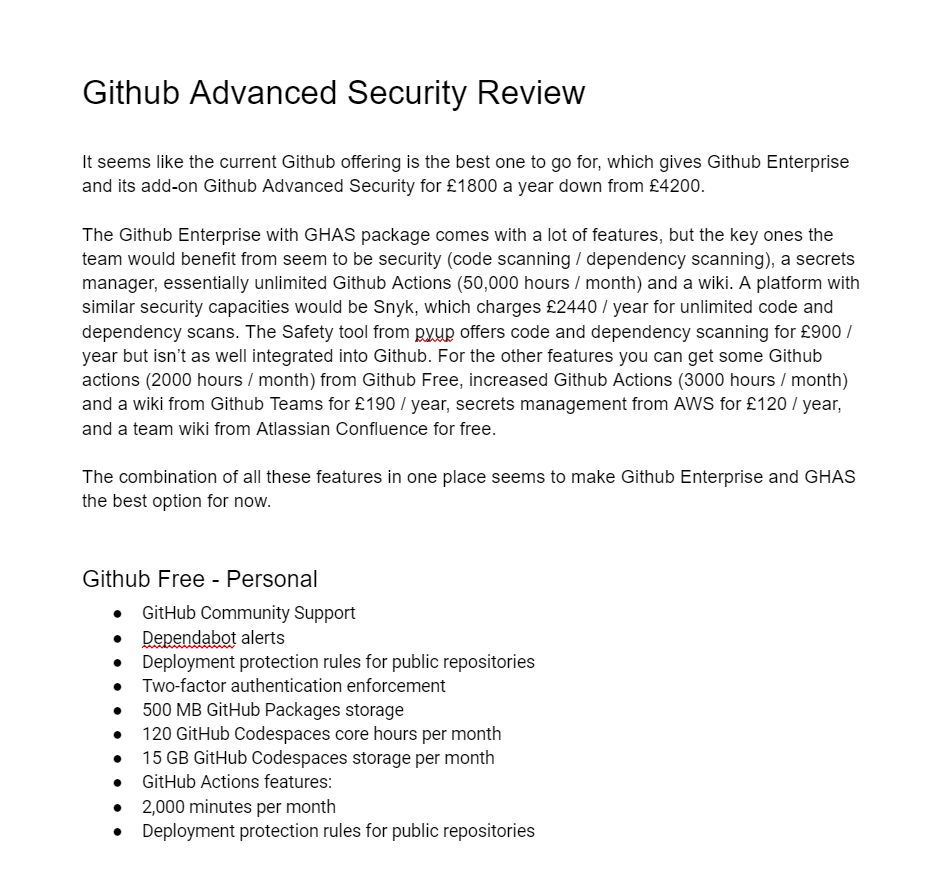 Github Advanced Security Review
It seems like the current Github offering is the best one to go for, which gives Github Enterprise
and its add-on Github Advanced Security for £1800 a year down from £4200.
The Github Enterprise with GHAS package comes with a lot of features, but the key ones the
team would benefit from seem to be security (code scanning / dependency scanning), a secrets
manager, essentially unlimited Github Actions (50,000 hours / month) and a wiki. A platform with
similar security capacities would be Snyk, which charges £2440 / year for unlimited code and
dependency scans. The Safety tool from pyup offers code and dependency scanning for £900 /
year but isn't as well integrated into Github. For the other features you can get some Github
actions (2000 hours / month) from Github Free, increased Github Actions (3000 hours / month)
and a wiki from Github Teams for £190 / year, secrets management from AWS for £120 / year,
and a team wiki from Atlassian Confluence for free.
The combination of all these features in one place seems to make Github Enterprise and GHAS
the best option for now.
Github Free - Personal
● GitHub Community Support
● Dependabot alerts
● Deployment protection rules for public repositories
● Two-factor authentication enforcement
● 500 MB GitHub Packages storage
● 120 GitHub Codespaces core hours per month
● 15 GB GitHub Codespaces storage per month
● GitHub Actions features:
● 2,000 minutes per month
● Deployment protection rules for public repositories